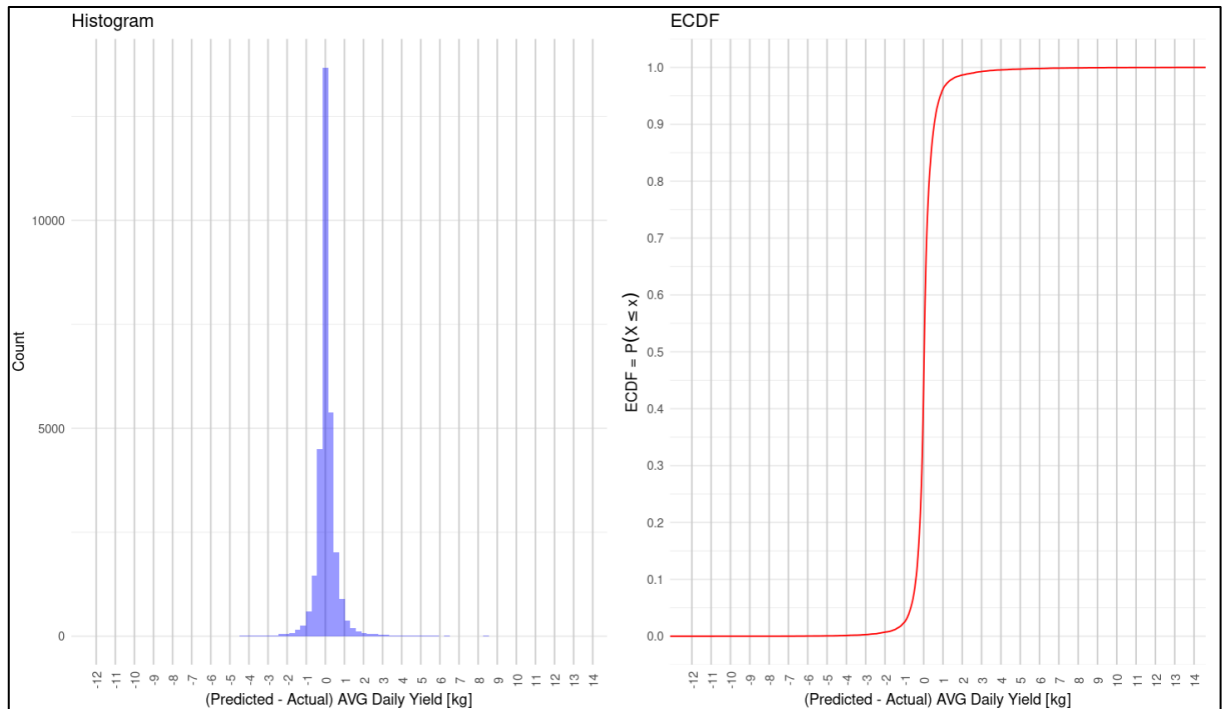 Histogram
Count
10000
5000
0
-12 -11 -10 -9 -8 -7 -6 -5 -4 -3 -2 -1 0 1 2 3 4 5 6 7 8 9 10 11 12 13 14
(Predicted - Actual) AVG Daily Yield [kg]
ECDF
ECDF = P(X ≤ x)
1.0
0.9
0.8
0.7
0.6
0.5
0.4
0.3
0.2
0.1
0.0
-12 -11 -10 -9 -8 -7 -6 -5 -4 -3 -2 -1 0 1 2 3 4 5 6 7 8 9 10 11 12 13 14
(Predicted - Actual) AVG Daily Yield [kg]